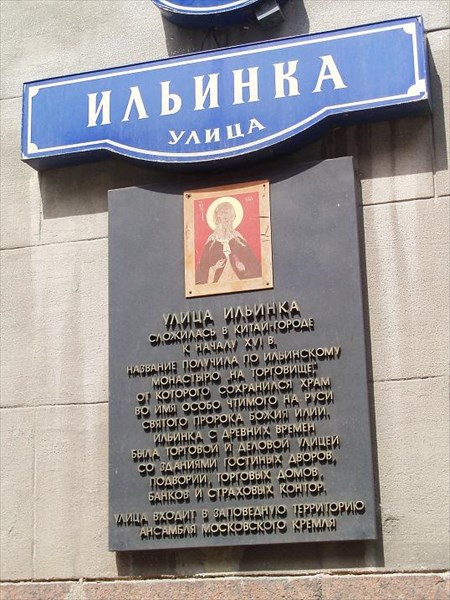 ИЛЬИНКА
УЛИЦА
УЛИЦА ИЛЬИНКА
СЛОЖИЛАСЬ В КИТАЙ-ГОРОДЕ
К НАЧАЛУ XVI В.
НАЗВАНИЕ ПОЛУЧИЛА ПО ИЛЬИНСКОМУ
МОНАСТЫРЮ „НА ТОРГОВИЩЕ",
ОТ КОТОРОГО СОХРАНИЛСЯ ХРАМ
ВО ИМЯ ОСОБО ЧТИМОГО НА РУСИ
СВЯТОГО ПРОРОКА БОЖИЯ ИЛИИ.
ИЛЬИНКА С ДРЕВНИХ ВРЕМЕН
БЫЛА ТОРГОВОЙ И ДЕЛОВОЙ УЛИЦЕЙ
СО ЗДАНИЯМИ ГОСТИНЫХ ДВОРОВ,
ПОДВОРИЙ, ТОРГОВЫХ ДОМОВ,
БАНКОВ И СТРАХОВЫХ КОНТОР.
УЛИЦА ВХОДИТ В ЗАПОВЕДНУЮ ТЕРРИТОРИЮ
АНСАМБЛЯ МОСКОВСКОГО КРЕМЛЯ